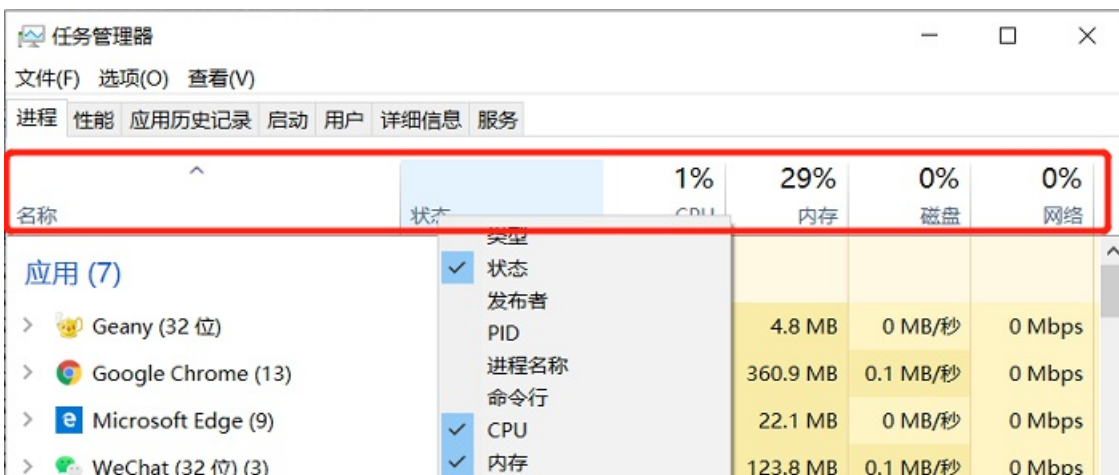 任务管理器
文件(F) 选项(O) 查看(V)
进程 性能 应用历史记录 启动 用户 详细信息 服务
1% 29% 0% 0%
名称 状态 CPU 内存 磁盘 网络
类型
应用 (7)
状态
发布者
Geany (32 位) 4.8 MB 0 MB/秒 0 Mbps
PID
进程名称
Google Chrome (13) 360.9 MB 0.1 MB/秒 0 Mbps
命令行
Microsoft Edge (9) 22.1 MB 0 MB/秒 0 Mbps
CPU
内存
WeChat (32 位) (3) 123.8 MB 0.1 MB/秒 0 Mbps